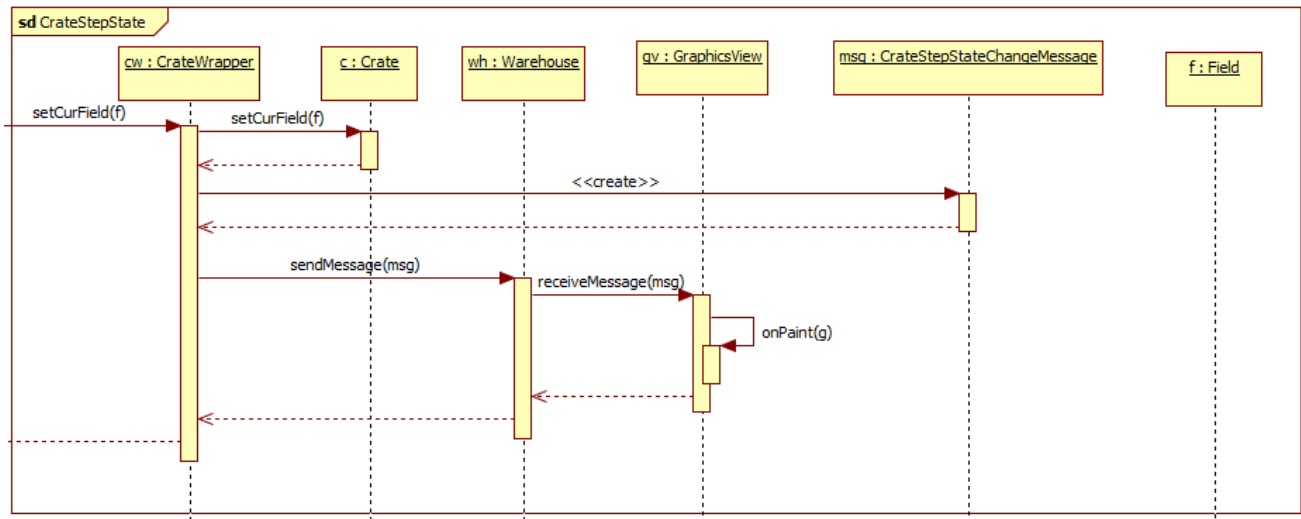 sd CrateStepState
cw : CrateWrapper
c : Crate
wh : Warehouse
gv : GraphicsView
msg : CrateStepStateChangeMessage
f : Field
setCurField(f)
setCurField(f)
<<create>>
sendMessage(msg)
receiveMessage(msg)
onPaint(g)